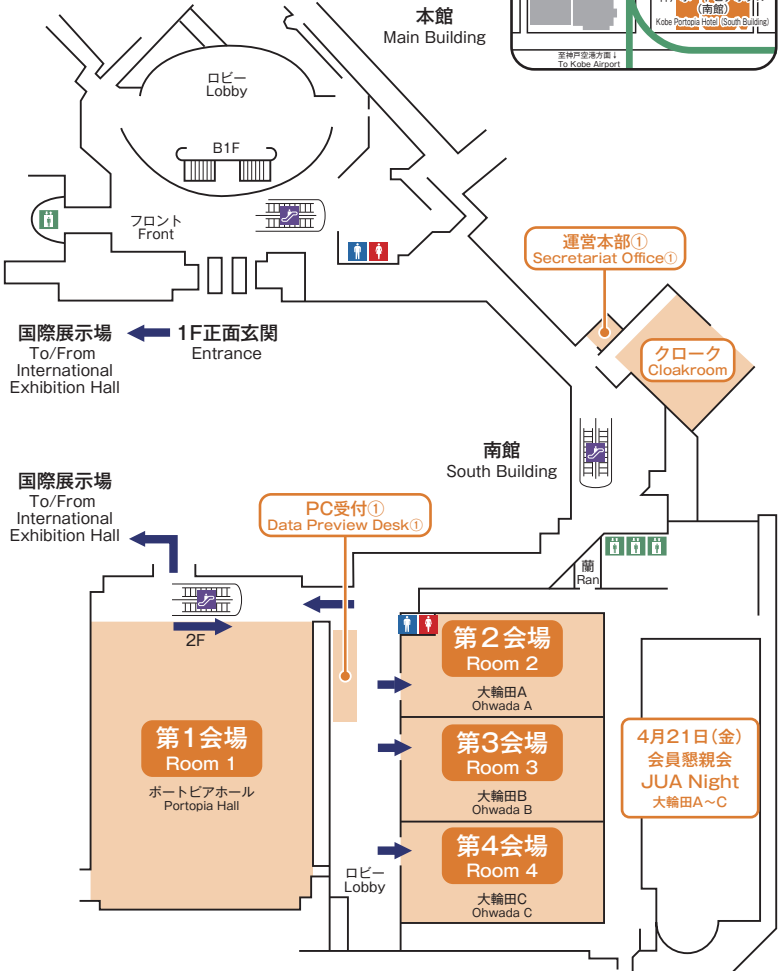 本館
Main Building
(南館)
Kobe Portopia Hotel (South Building)
至神戸空港方面↓
To Kobe Airport
ロビー
Lobby
B1F
フロント
Front
運営本部①
Secretariat Office①
クローク
Cloakroom
国際展示場
To/From
International
Exhibition Hall
1F正面玄関
Entrance
南館
South Building
国際展示場
To/From
International
Exhibition Hall
PC受付①
Data Preview Desk①
蘭
Ran
2F
第1会場
Room 1
ポートピアホール
Portopia Hall
第2会場
Room 2
大輪田A
Ohwada A
第3会場
Room 3
大輪田B
Ohwada B
第4会場
Room 4
大輪田C
Ohwada C
ロビー
Lobby
4月21日(金)
会員懇親会
JUA Night
大輪田A～C